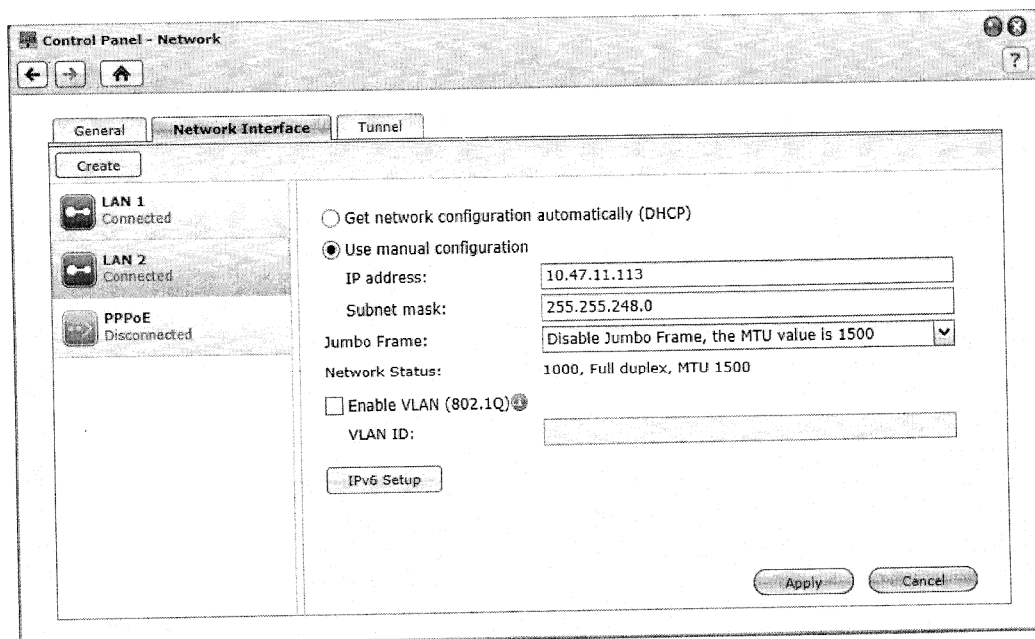 Control Panel - Network
?
General
Network Interface
Tunnel
Create
LAN 1
Connected
LAN 2
Connected
PPPoE
Disconnected
Get network configuration automatically (DHCP)
Use manual configuration
IP address: 10.47.11.113
Subnet mask: 255.255.248.0
Jumbo Frame: Disable Jumbo Frame, the MTU value is 1500
Network Status: 1000, Full duplex, MTU 1500
Enable VLAN (802.1Q)
VLAN ID:
IPv6 Setup
Apply
Cancel